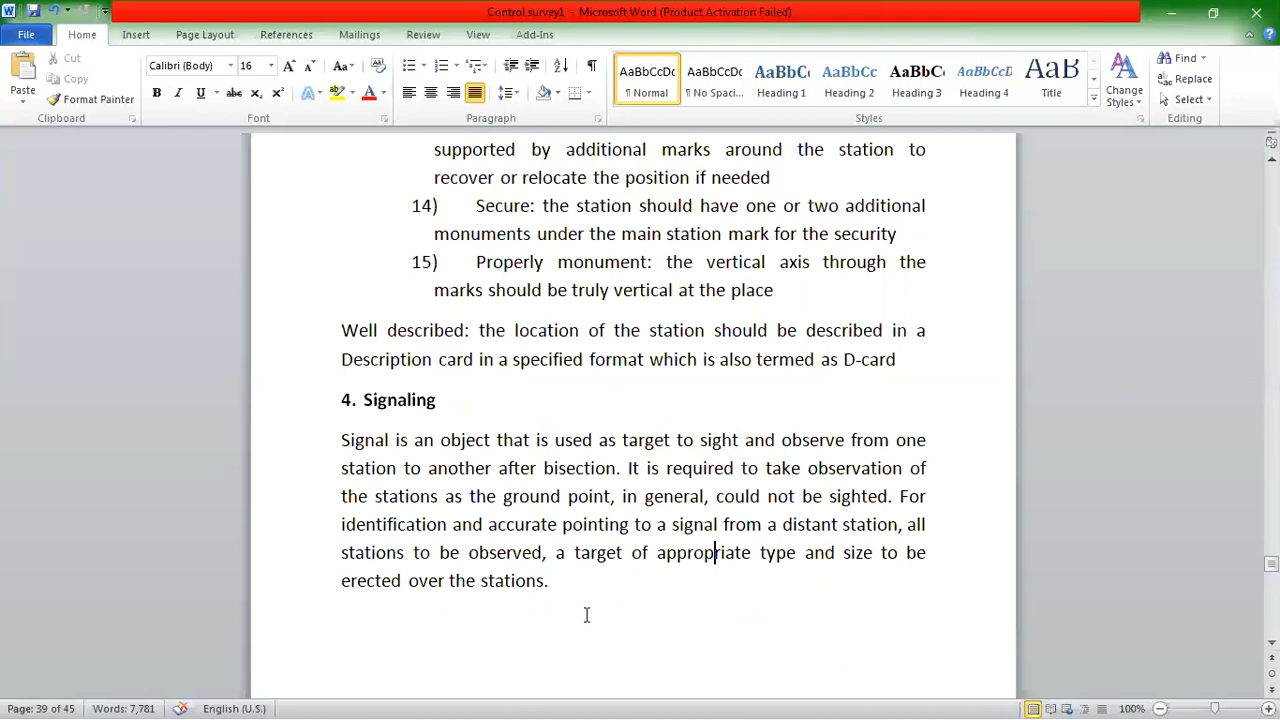 Control.survey1 - Microsoft Word (Product Activation Failed)
File Home Insert Page Layout References Mailings Review View Add-Ins
Paste
Cut
Copy
Format Painter
Clipboard
Calibri (Body) 16
Font
Paragraph
AaBbCcDc AaBbCcDc AaBbC AaBbCc AaBbCc AaBbCcD AaB
¶ Normal ¶ No Spaci... Heading 1 Heading 2 Heading 3 Heading 4 Title
Styles
Change Styles
Find
Replace
Select
Editing
supported by additional marks around the station to
recover or relocate the position if needed
14) Secure: the station should have one or two additional
monuments under the main station mark for the security
15) Properly monument: the vertical axis through the
marks should be truly vertical at the place
Well described: the location of the station should be described in a
Description card in a specified format which is also termed as D-card
4. Signaling
Signal is an object that is used as target to sight and observe from one
station to another after bisection. It is required to take observation of
the stations as the ground point, in general, could not be sighted. For
identification and accurate pointing to a signal from a distant station, all
stations to be observed, a target of appropriate type and size to be
erected over the stations.
Page: 39 of 45 Words: 7,781 English (U.S.) 100%